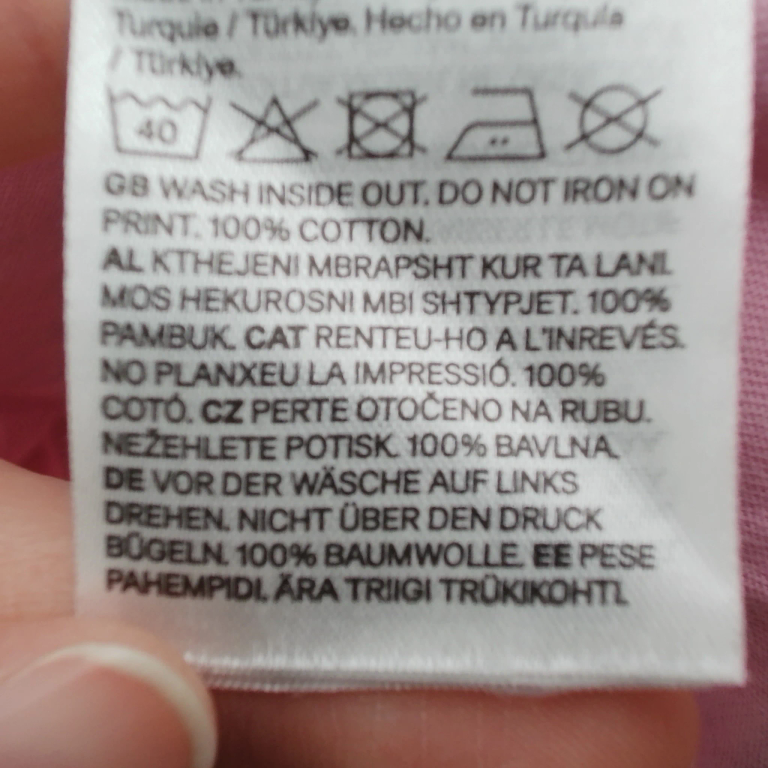 Turquie / Türkiye. Hecho en Turquía
/ Türkiye.
40
GB WASH INSIDE OUT. DO NOT IRON ON
PRINT. 100% COTTON.
AL KTHEJENI MBRAPSHT KUR TA LANI.
MOS HEKUROSNI MBI SHTYPJET. 100%
PAMBUK. CAT RENTEU-HO A L'INREVÉS.
NO PLANXEU LA IMPRESSIÓ. 100%
COTÓ. CZ PERTE OTOČENO NA RUBU.
NEŽEHLETE POTISK. 100% BAVLNA.
DE VOR DER WÄSCHE AUF LINKS
DREHEN. NICHT ÜBER DEN DRUCK
BÜGELN. 100% BAUMWOLLE. EE PESE
PAHEMPIDI. ÄRA TRIIGI TRÜKIKOHTI.